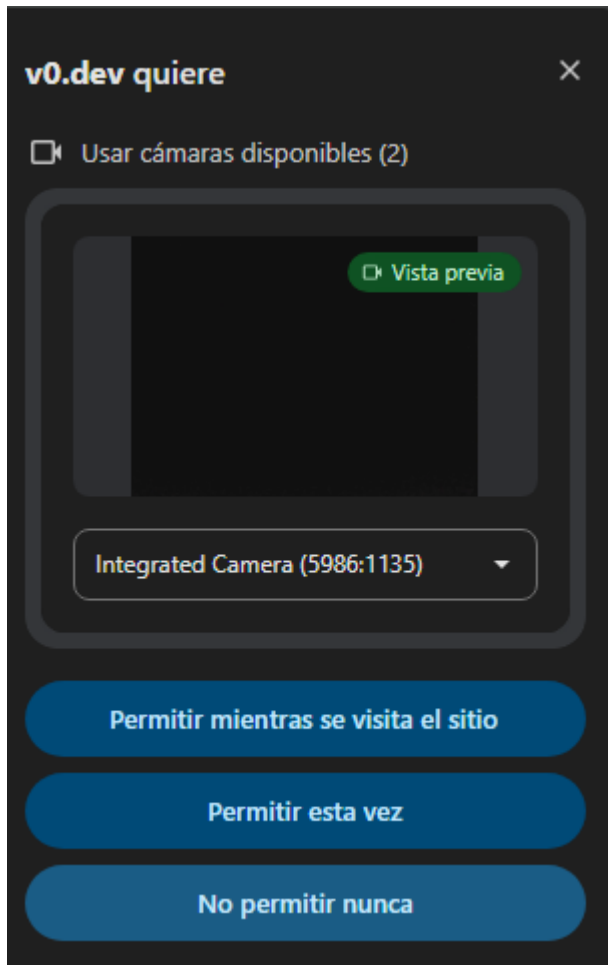 v0.dev quiere
Usar cámaras disponibles (2)
Vista previa
Integrated Camera (5986:1135)
Permitir mientras se visita el sitio
Permitir esta vez
No permitir nunca